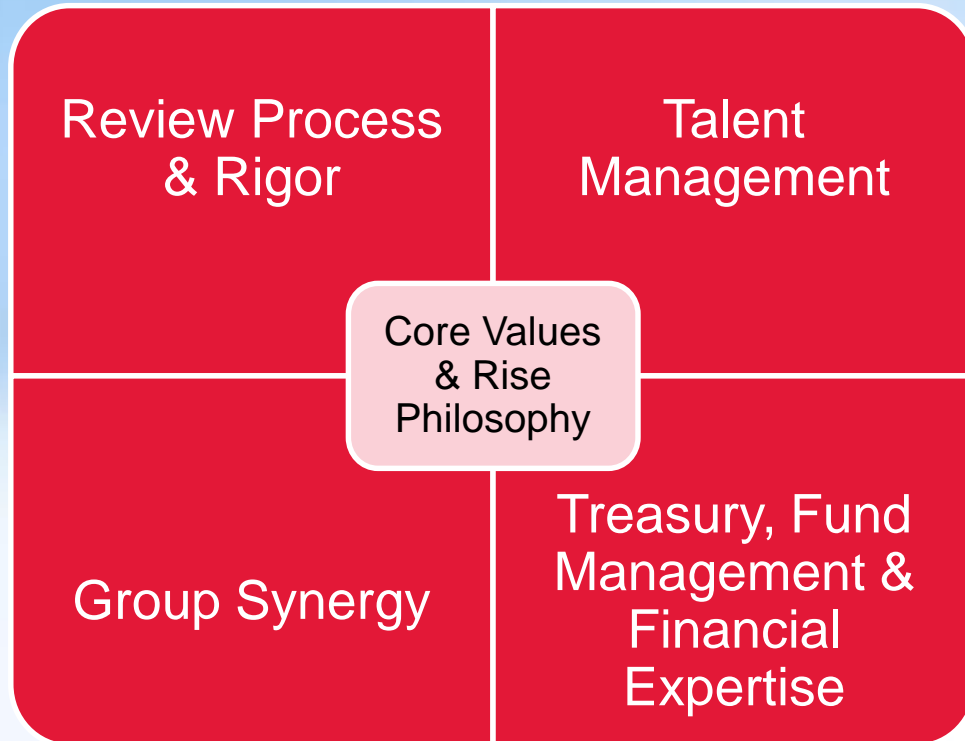 Review Process
& Rigor
Talent
Management
Core Values
& Rise
Philosophy
Group Synergy
Treasury, Fund
Management &
Financial
Expertise